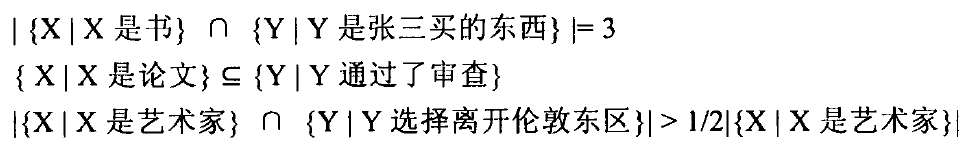 | {X | X 是书} ∩ {Y | Y 是张三买的东西} |= 3
{ X | X 是论文} ⊆ {Y | Y 通过了审查}
|{X | X 是艺术家} ∩ {Y | Y 选择离开伦敦东区}| > 1/2|{X | X 是艺术家}|